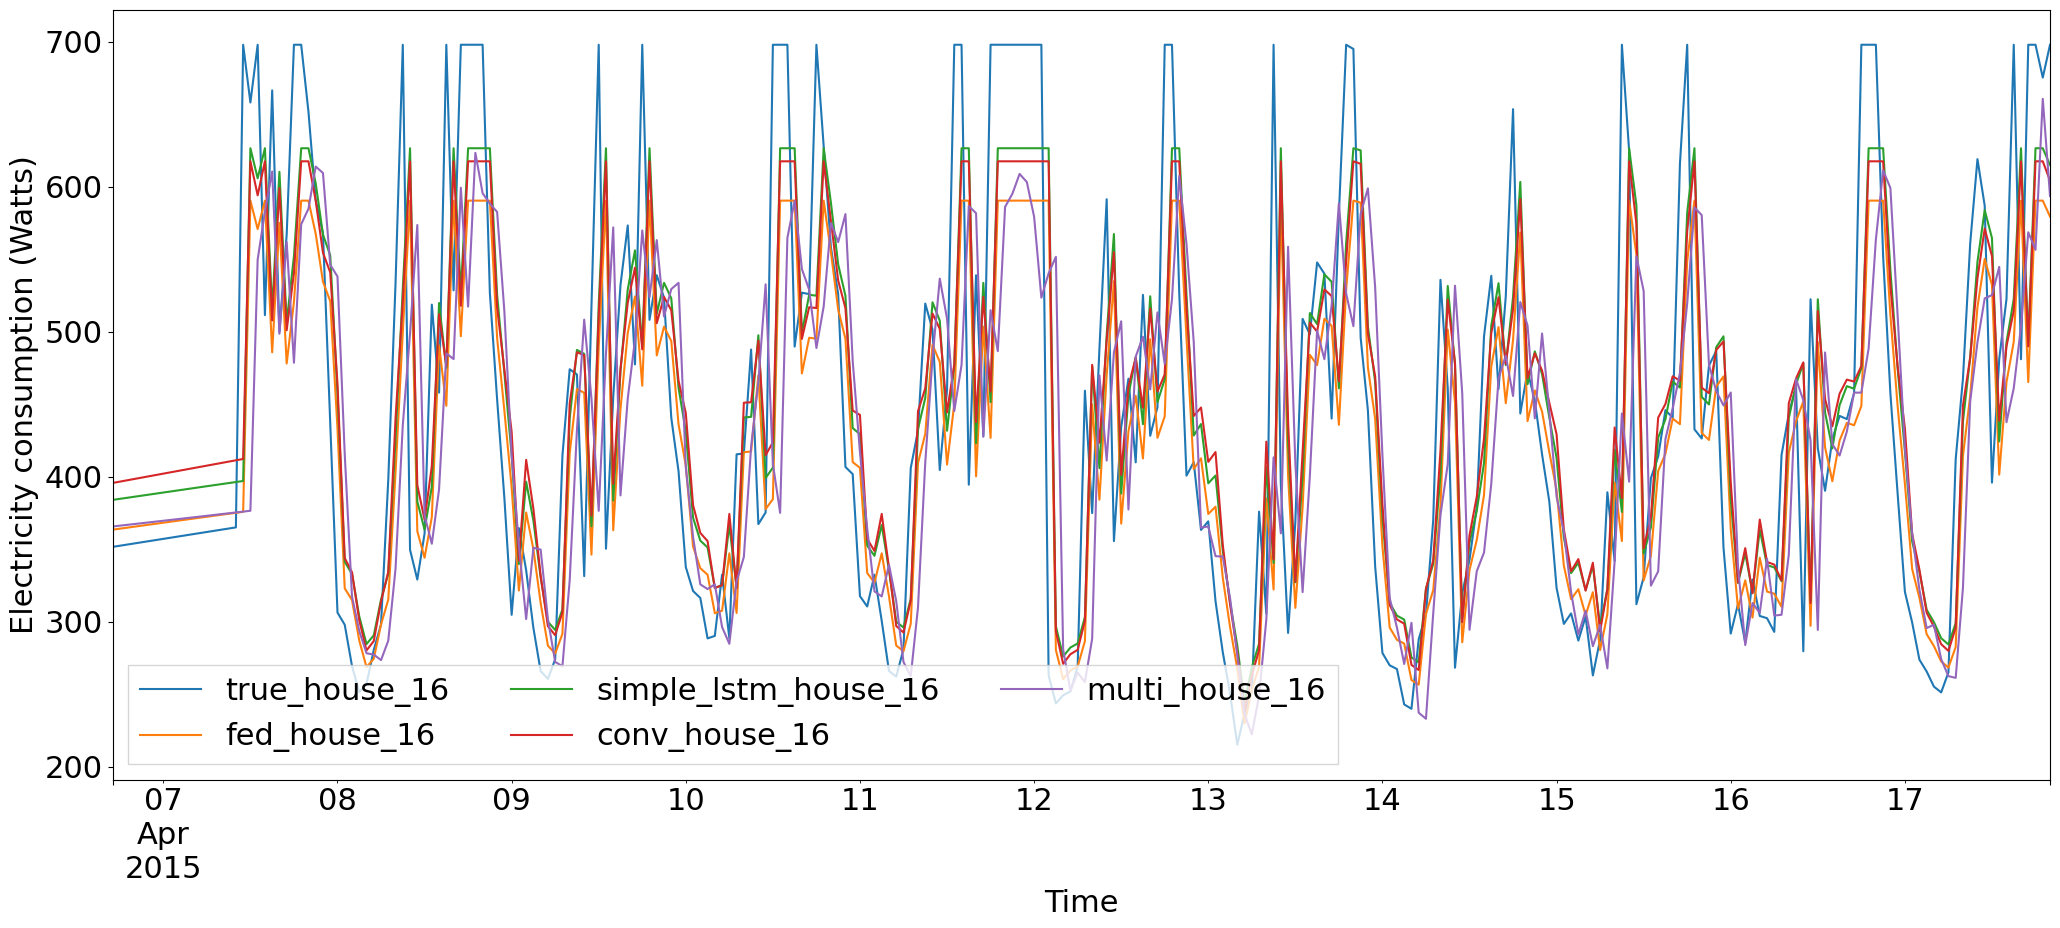 Electricity consumption (Watts)
700
600
500
400
300
200
true_house_16
fed_house_16
simple_lstm_house_16
conv_house_16
multi_house_16
07
08
09
10
11
12
13
14
15
16
17
Apr
2015
Time